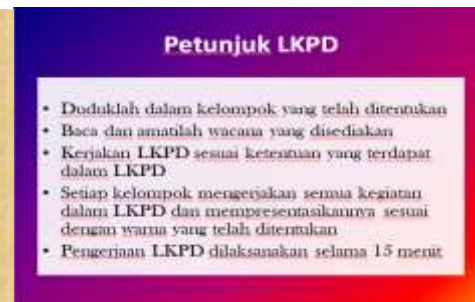 Petunjuk LKPD
• Duduklah dalam kelompok yang telah ditentukan
• Baca dan amatilah wacana yang disediakan
• Kerjakan LKPD sesuai ketentuan yang terdapat
dalam LKPD
• Setiap kelompok mengerjakan semua kegiatan
dalam LKPD dan mempresentasikannya sesuai
dengan warna yang telah ditentukan
• Pengerjaan LKPD dilaksanakan selama 15 menit